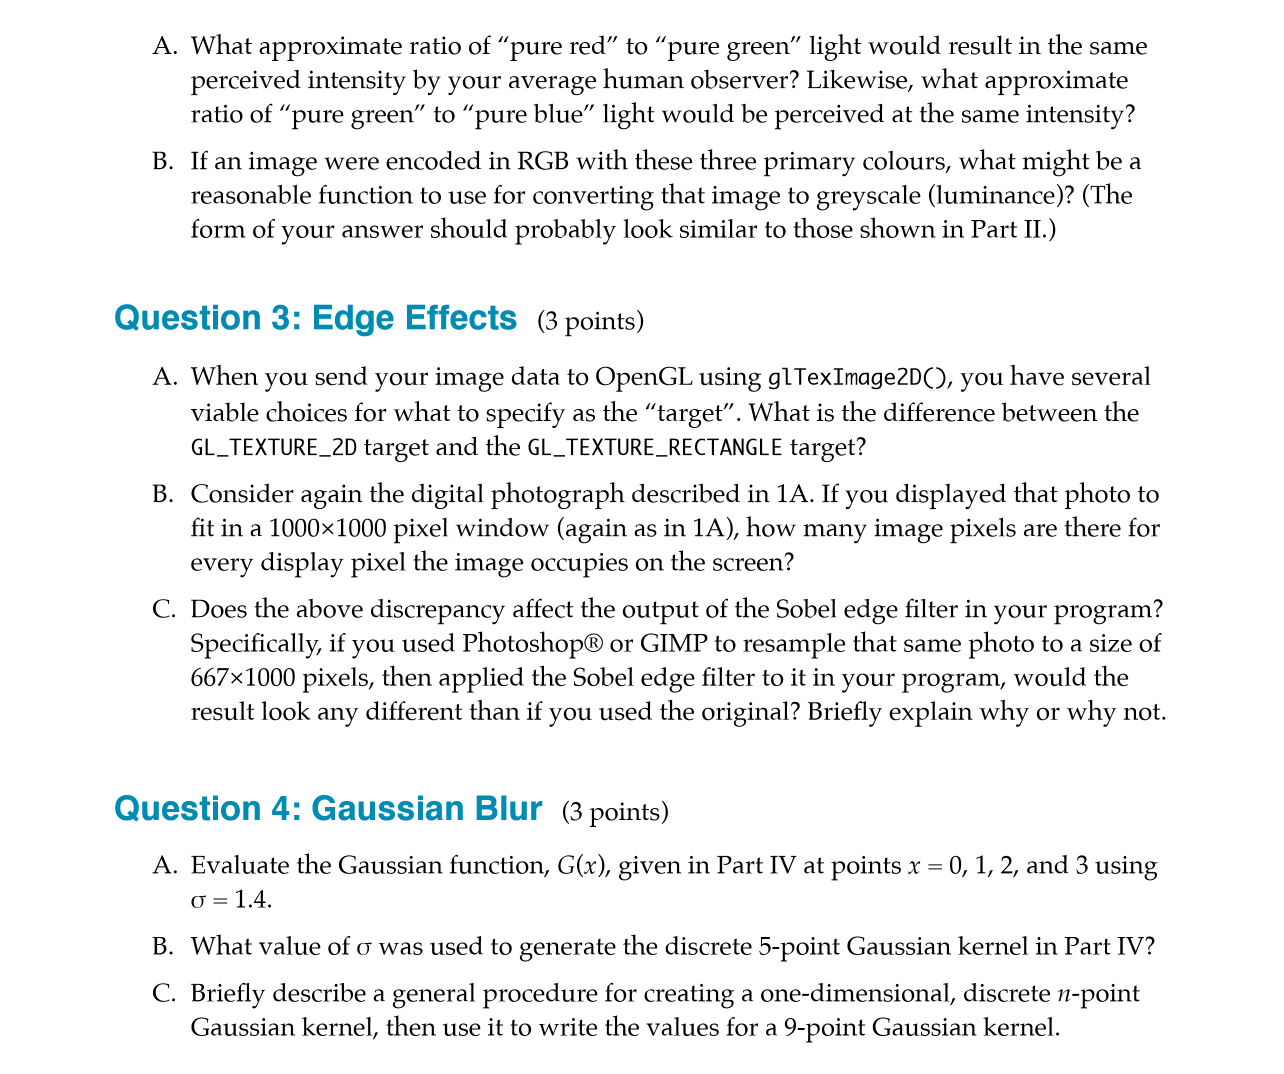 A. What approximate ratio of “pure red” to “pure green” light would result in the same
perceived intensity by your average human observer? Likewise, what approximate
ratio of “pure green” to “pure blue” light would be perceived at the same intensity?
B. If an image were encoded in RGB with these three primary colours, what might be a
reasonable function to use for converting that image to greyscale (luminance)? (The
form of your answer should probably look similar to those shown in Part II.)
Question 3: Edge Effects (3 points)
A. When you send your image data to OpenGL using glTexImage2D(), you have several
viable choices for what to specify as the “target”. What is the difference between the
GL_TEXTURE_2D target and the GL_TEXTURE_RECTANGLE target?
B. Consider again the digital photograph described in 1A. If you displayed that photo to
fit in a 1000×1000 pixel window (again as in 1A), how many image pixels are there for
every display pixel the image occupies on the screen?
C. Does the above discrepancy affect the output of the Sobel edge filter in your program?
Specifically, if you used Photoshop® or GIMP to resample that same photo to a size of
667×1000 pixels, then applied the Sobel edge filter to it in your program, would the
result look any different than if you used the original? Briefly explain why or why not.
Question 4: Gaussian Blur (3 points)
A. Evaluate the Gaussian function, G(x), given in Part IV at points x = 0, 1, 2, and 3 using
σ = 1.4.
B. What value of σ was used to generate the discrete 5-point Gaussian kernel in Part IV?
C. Briefly describe a general procedure for creating a one-dimensional, discrete n-point
Gaussian kernel, then use it to write the values for a 9-point Gaussian kernel.